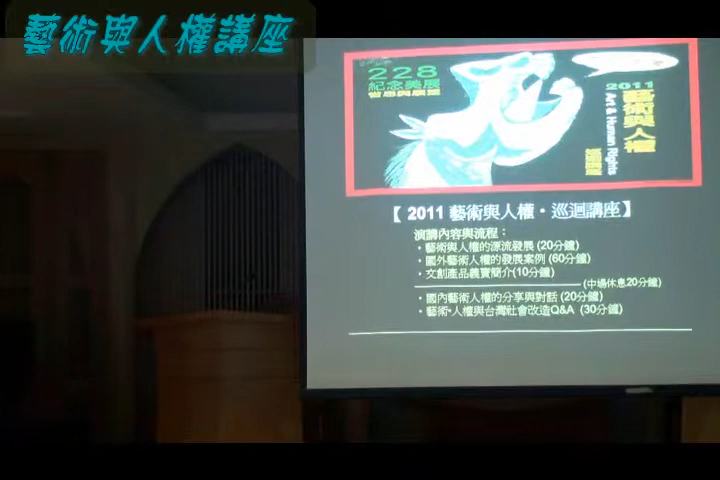 藝術與人權講座
228
紀念美展
2011
藝術與人權
Art & Human Rights
【 2011 藝術與人權·巡迴講座】
演講內容與流程：
·藝術與人權的源流發展 (20分鐘)
·國外藝術人權的發展案例 (60分鐘)
·文創產品義賣簡介(10分鐘)
(中場休息20分鐘)
·國內藝術人權的分享與對話 (20分鐘)
·藝術·人權與台灣社會改造Q&A (30分鐘)